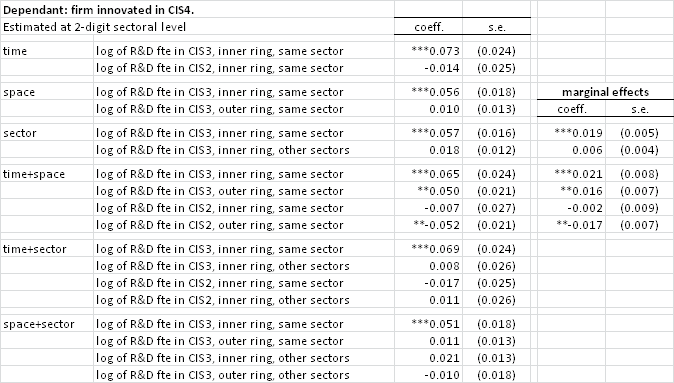 Dependant: firm innovated in CIS4.
Estimated at 2-digit sectoral level coeff. s.e.
time log of R&D fte in CIS3, inner ring, same sector ***0.073 (0.024)
log of R&D fte in CIS2, inner ring, same sector -0.014 (0.025)
space log of R&D fte in CIS3, inner ring, same sector ***0.056 (0.018) marginal effects
log of R&D fte in CIS3, outer ring, same sector 0.010 (0.013) coeff. s.e.
sector log of R&D fte in CIS3, inner ring, same sector ***0.057 (0.016) ***0.019 (0.005)
log of R&D fte in CIS3, inner ring, other sectors 0.018 (0.012) 0.006 (0.004)
time+space log of R&D fte in CIS3, inner ring, same sector ***0.065 (0.024) ***0.021 (0.008)
log of R&D fte in CIS3, outer ring, same sector **0.050 (0.021) **0.016 (0.007)
log of R&D fte in CIS2, inner ring, same sector -0.007 (0.027) -0.002 (0.009)
log of R&D fte in CIS2, outer ring, same sector **-0.052 (0.021) **-0.017 (0.007)
time+sector log of R&D fte in CIS3, inner ring, same sector ***0.069 (0.024)
log of R&D fte in CIS3, inner ring, other sectors 0.008 (0.026)
log of R&D fte in CIS2, inner ring, same sector -0.017 (0.025)
log of R&D fte in CIS2, inner ring, other sectors 0.011 (0.026)
space+sector log of R&D fte in CIS3, inner ring, same sector ***0.051 (0.018)
log of R&D fte in CIS3, outer ring, same sector 0.011 (0.013)
log of R&D fte in CIS3, inner ring, other sectors 0.021 (0.013)
log of R&D fte in CIS3, outer ring, other sectors -0.010 (0.018)